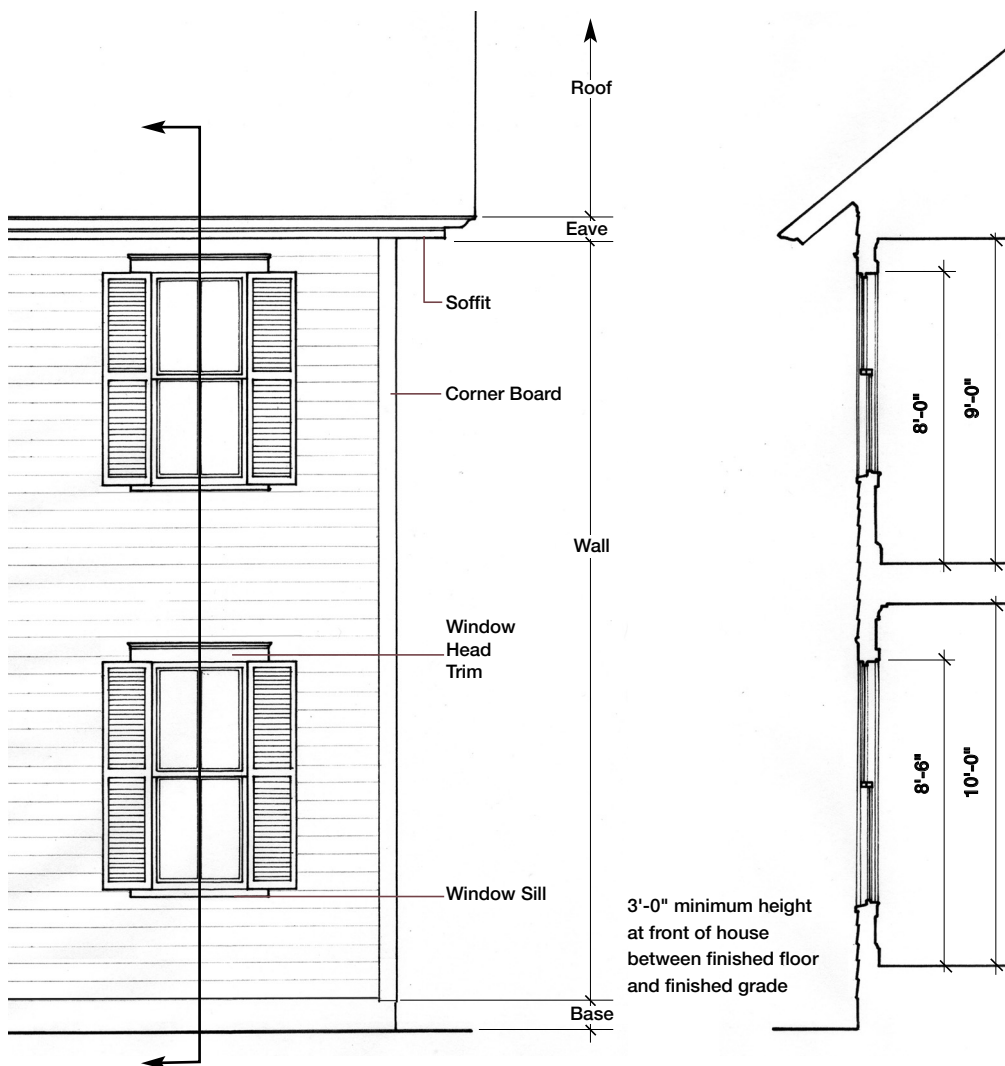 Roof
Eave
Soffit
Corner Board
8'-0"
9'-0"
Wall
Window
Head
Trim
8'-6"
10'-0"
Window Sill
3'-0" minimum height
at front of house
between finished floor
and finished grade
Base